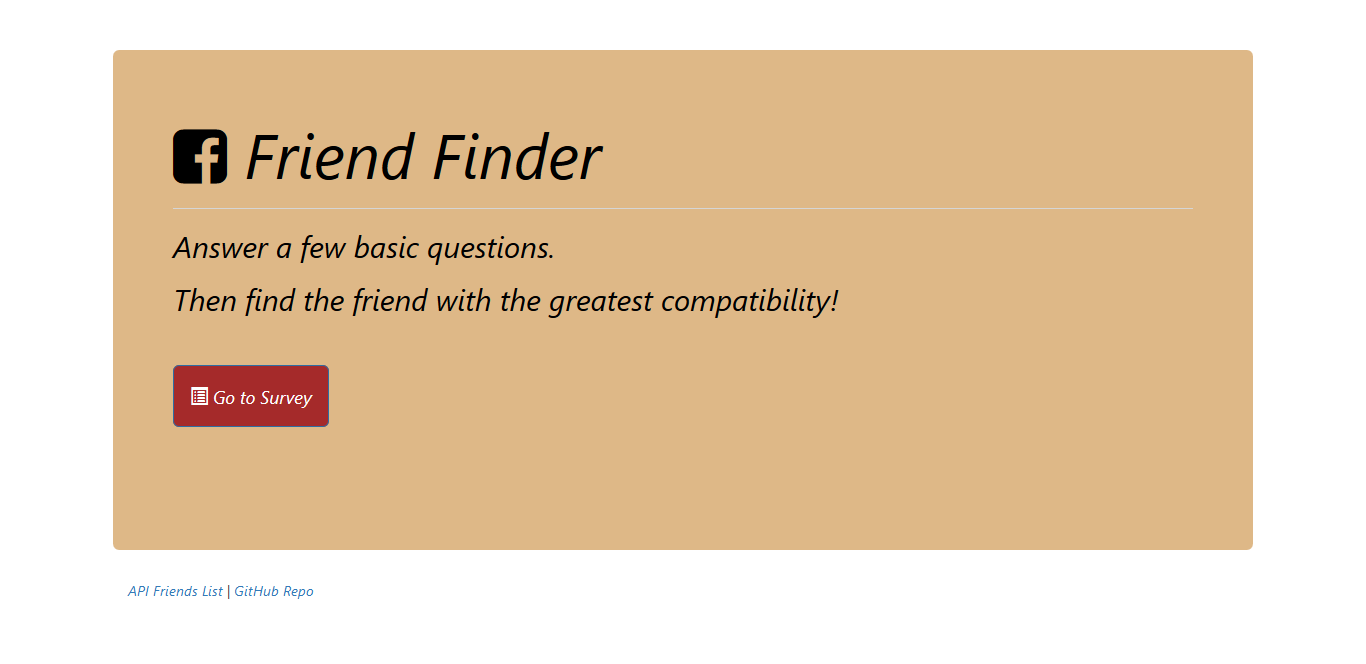 Friend Finder
Answer a few basic questions.
Then find the friend with the greatest compatibility!
Go to Survey
API Friends List | GitHub Repo